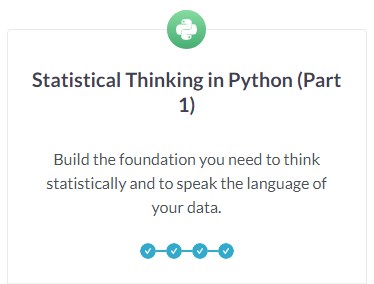 Statistical Thinking in Python (Part
1)
Build the foundation you need to think
statistically and to speak the language of
your data.